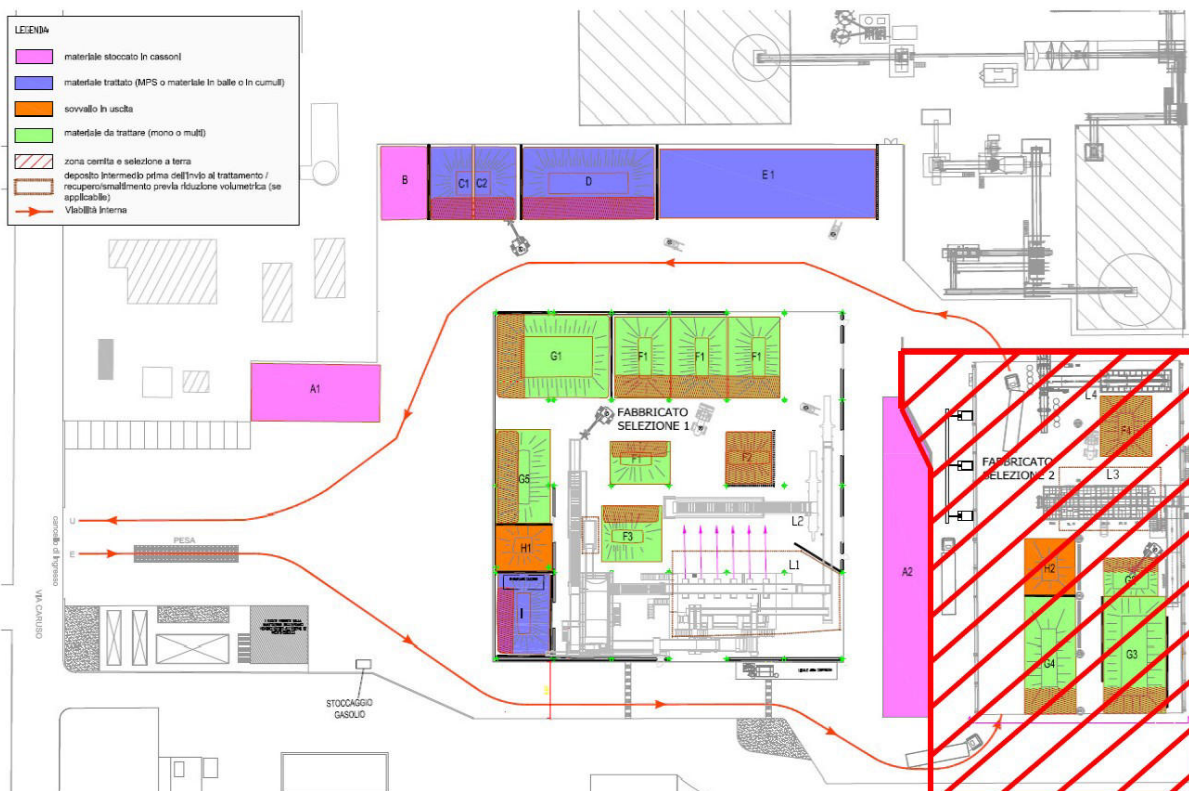 LEGENDA
materiale stoccato in cassoni
materiale trattato (MPS o materiale in balle o in cumuli)
sovvallo in uscita
materiale da trattare (mono o multi)
zona cernita e selezione a terra
deposito intermedio prima dell'invio al trattamento /
recupero/smaltimento previa riduzione volumetrica (se
applicabile)
Viabilità interna
B
C1
C2
D
E1
A1
G1
F1
F1
F1
FABBRICATO
SELEZIONE 1
G5
F1
F2
F3
H1
I
L2
L1
A2
L4
F4
FABBRICATO
SELEZIONE 2
L3
H2
G4
G3
U
E
PESA
cancello di ingresso
VIA CARUSO
STOCCAGGIO
GASOLIO